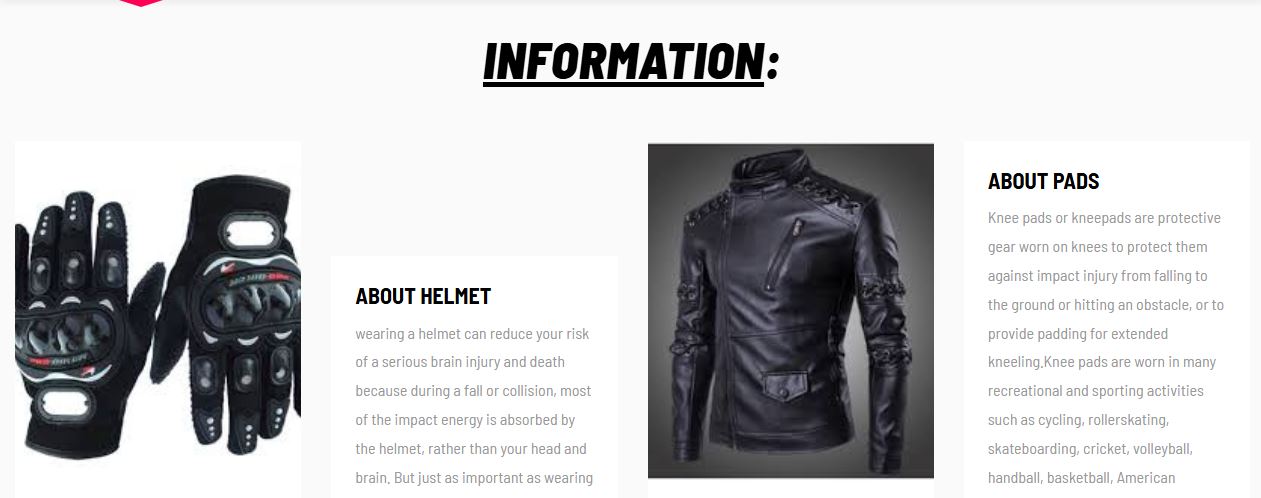 INFORMATION:
ABOUT HELMET
wearing a helmet can reduce your risk
of a serious brain injury and death
because during a fall or collision, most
of the impact energy is absorbed by
the helmet, rather than your head and
brain. But just as important as wearing
ABOUT PADS
Knee pads or kneepads are protective
gear worn on knees to protect them
against impact injury from falling to
the ground or hitting an obstacle, or to
provide padding for extended
kneeling.Knee pads are worn in many
recreational and sporting activities
such as cycling, rollerskating,
skateboarding, cricket, volleyball,
handball, basketball, American